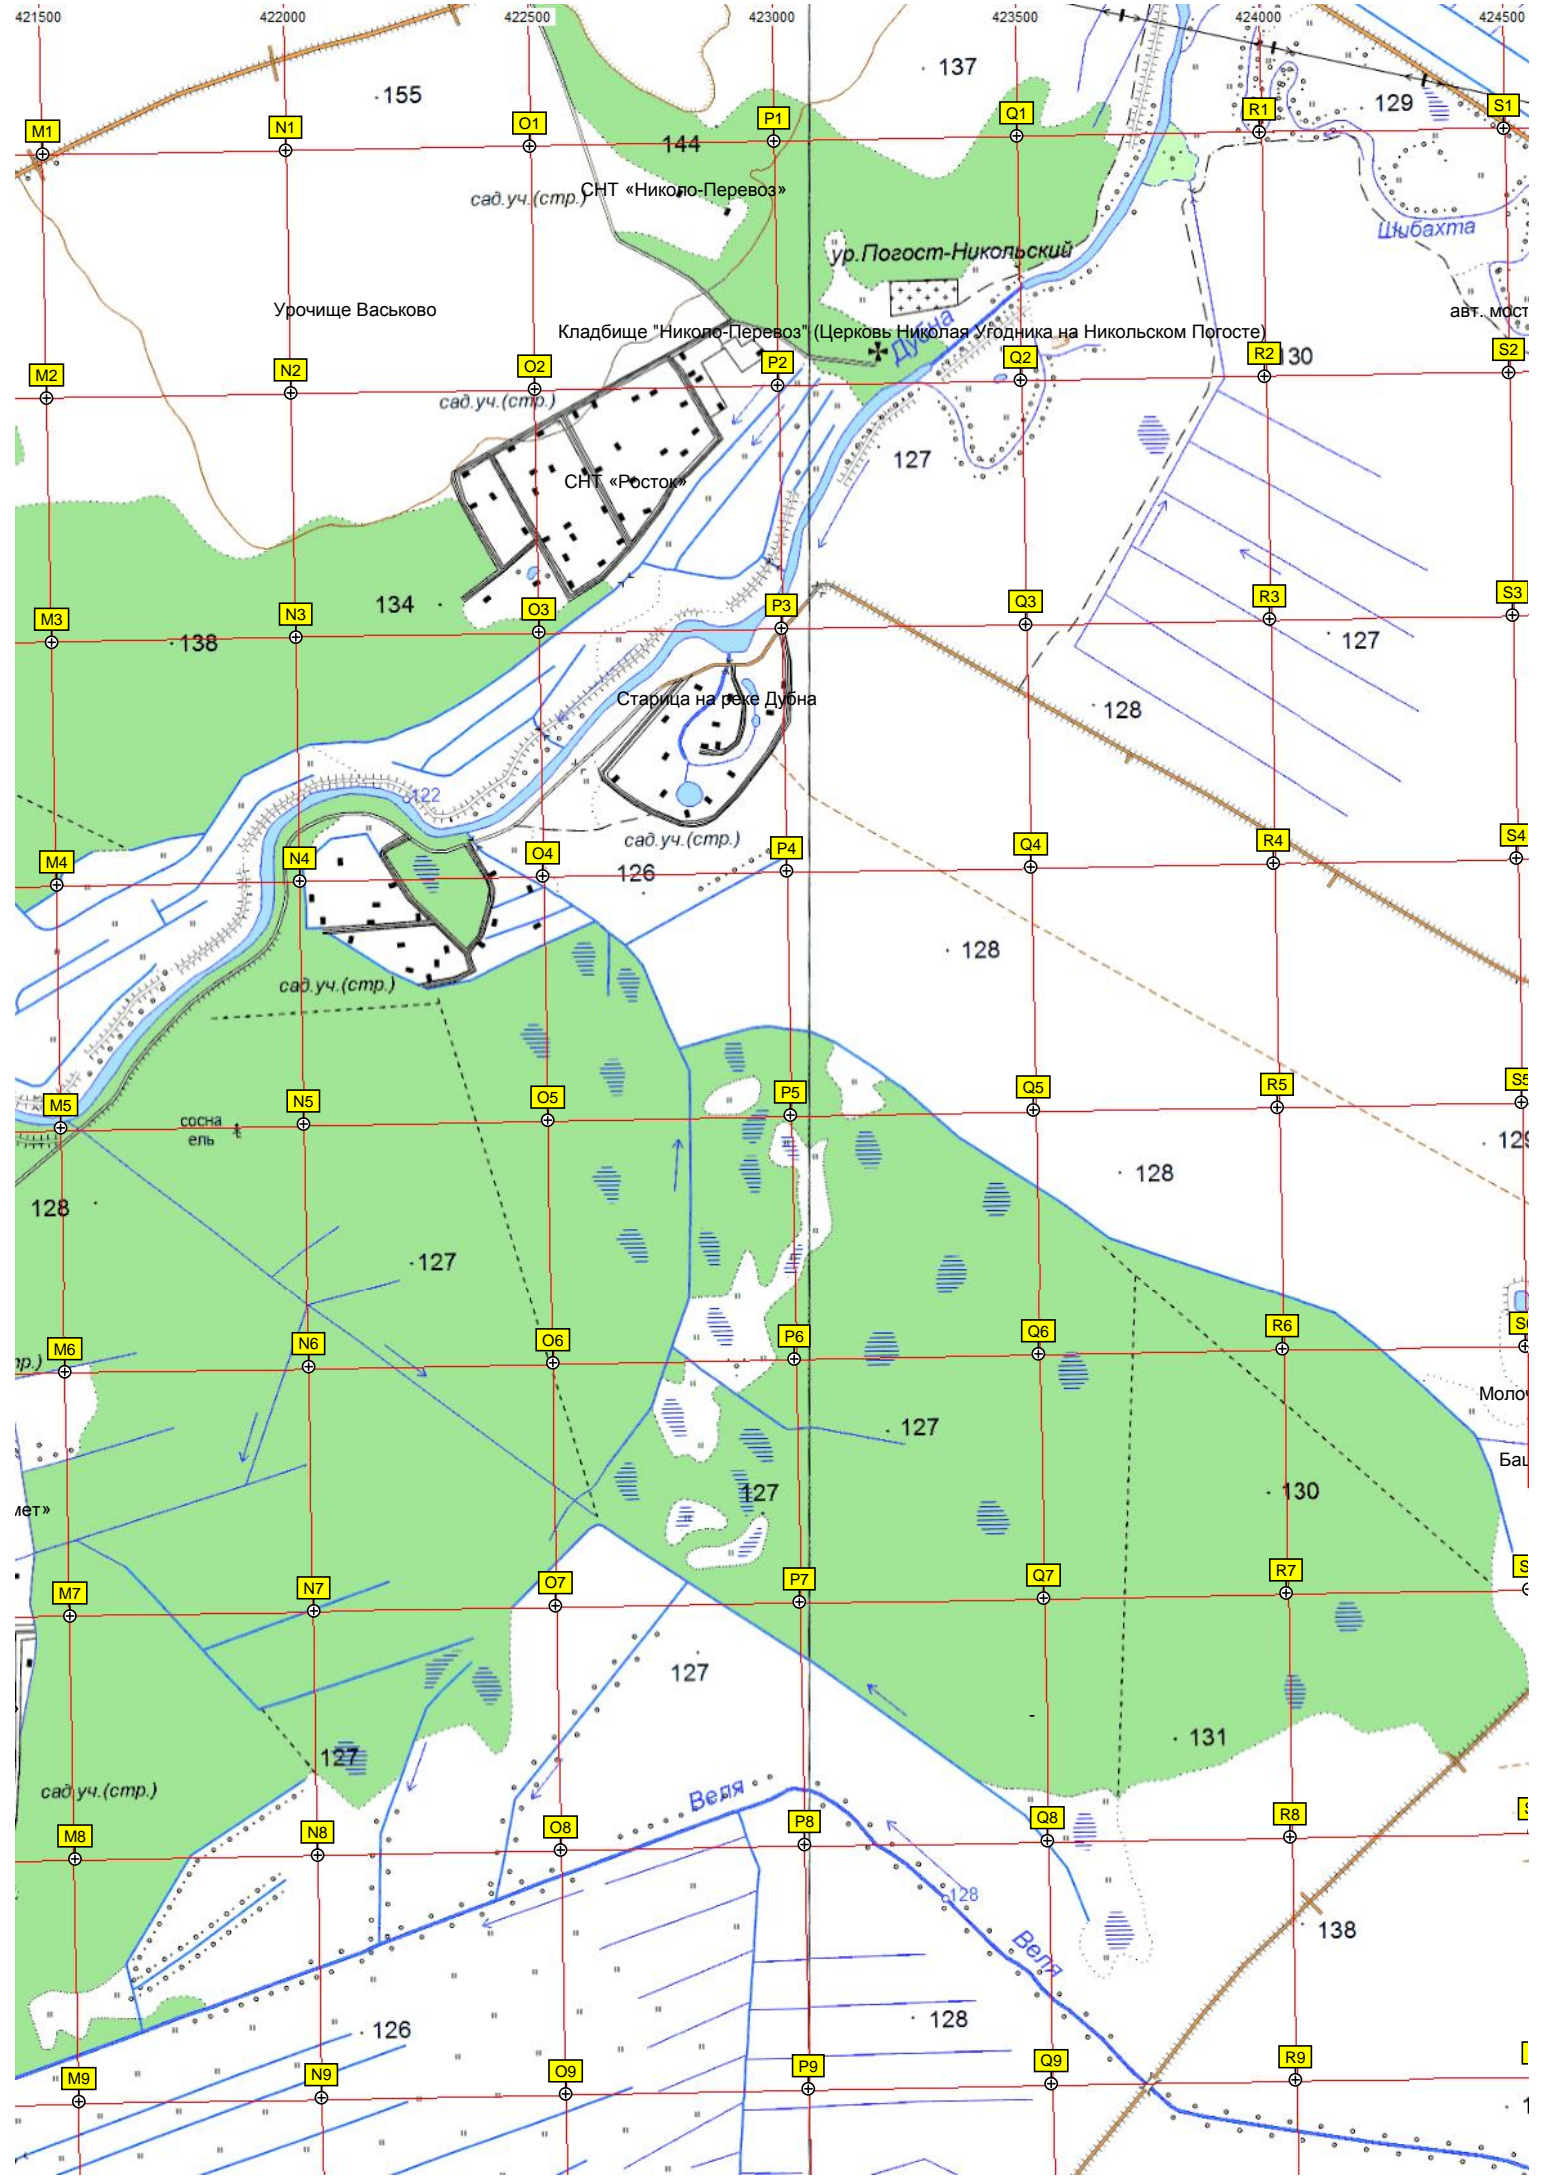 421500 422000 422500 423000 423500 424000 424500
137
155
129
M1 N1 O1 P1 Q1 R1 S1
144
СНТ «Николо-Перевоз»
сад.уч.(стр.)
Шибахта
ур.Погост-Никольский
Урочище Васьково
авт. мост
Кладбище "Николо-Перевоз" (Церковь Николая Угодника на Никольском Погосте)
Дубна
130
M2 N2 O2 P2 Q2 R2 S2
сад.уч.(стр.)
127
СНТ «Росток»
134
M3 N3 O3 P3 Q3 R3 S3
138
127
Старица на реке Дубна
128
122
сад.уч.(стр.)
M4 N4 O4 P4 Q4 R4 S4
126
128
сад.уч.(стр.)
M5 N5 O5 P5 Q5 R5 S5
сосна
ель
129
128
128
127
M6 N6 O6 P6 Q6 R6
пр.)
Молоч
127
Баш
127
130
мет»
M7 N7 O7 P7 Q7 R7 S
127
131
127
сад.уч.(стр.)
Веля
M8 N8 O8 P8 Q8 R8
128
138
Веля
128
126
M9 N9 O9 P9 Q9 R9
1